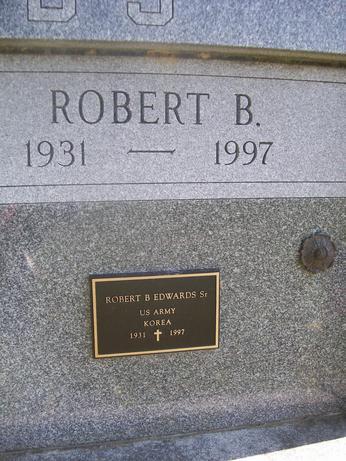 ROBERT B.
1931 — 1997
ROBERT B EDWARDS Sr
US ARMY
KOREA
1931 ✝ 1997